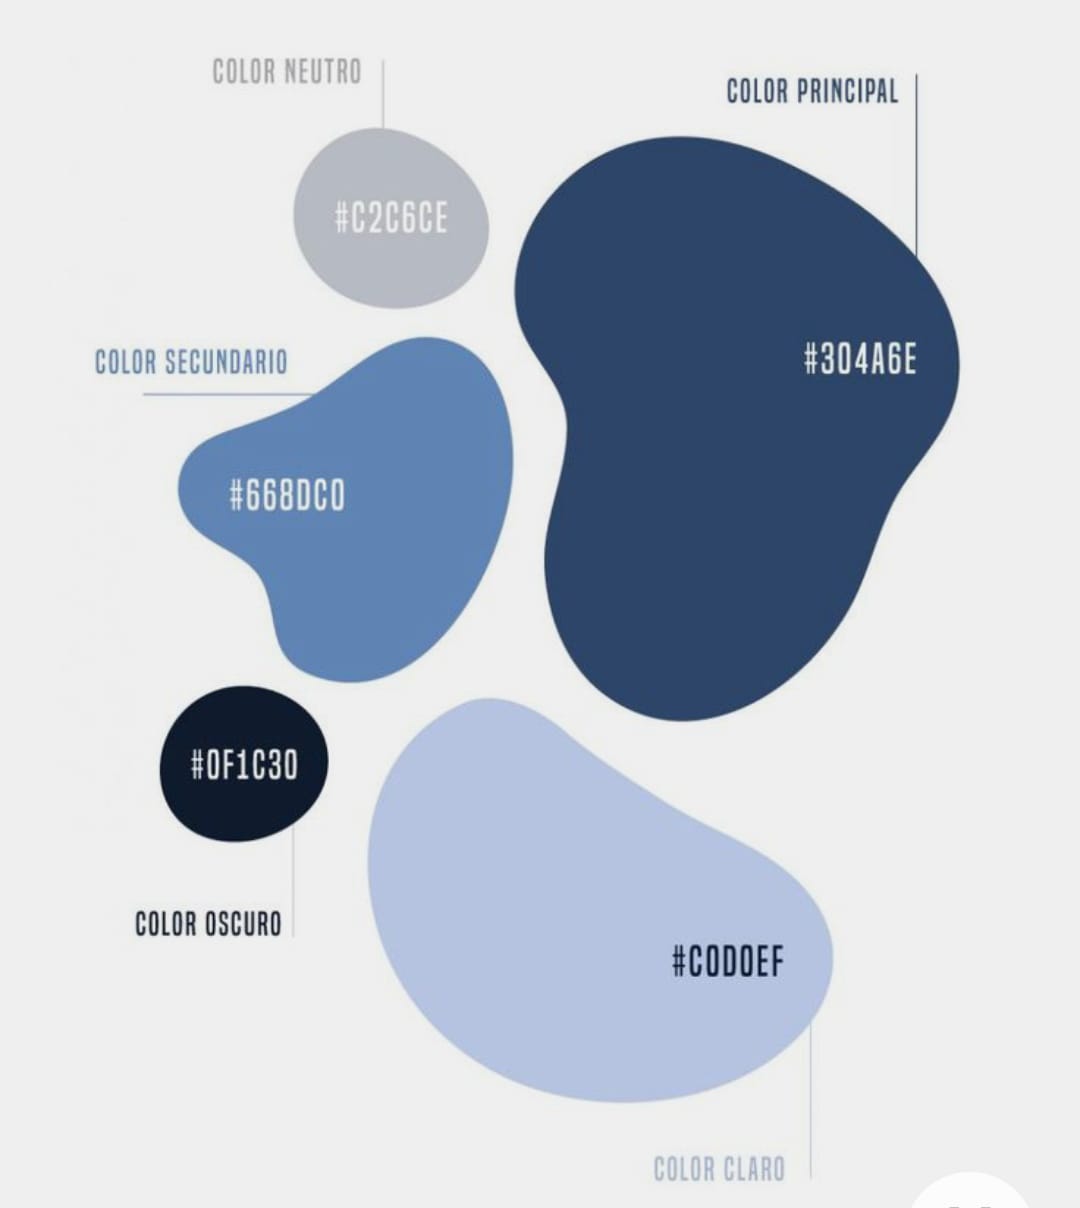 COLOR NEUTRO
COLOR PRINCIPAL
#C2C6CE
#304A6E
COLOR SECUNDARIO
#668DC0
#0F1C30
COLOR OSCURO
#C0D0EF
COLOR CLARO